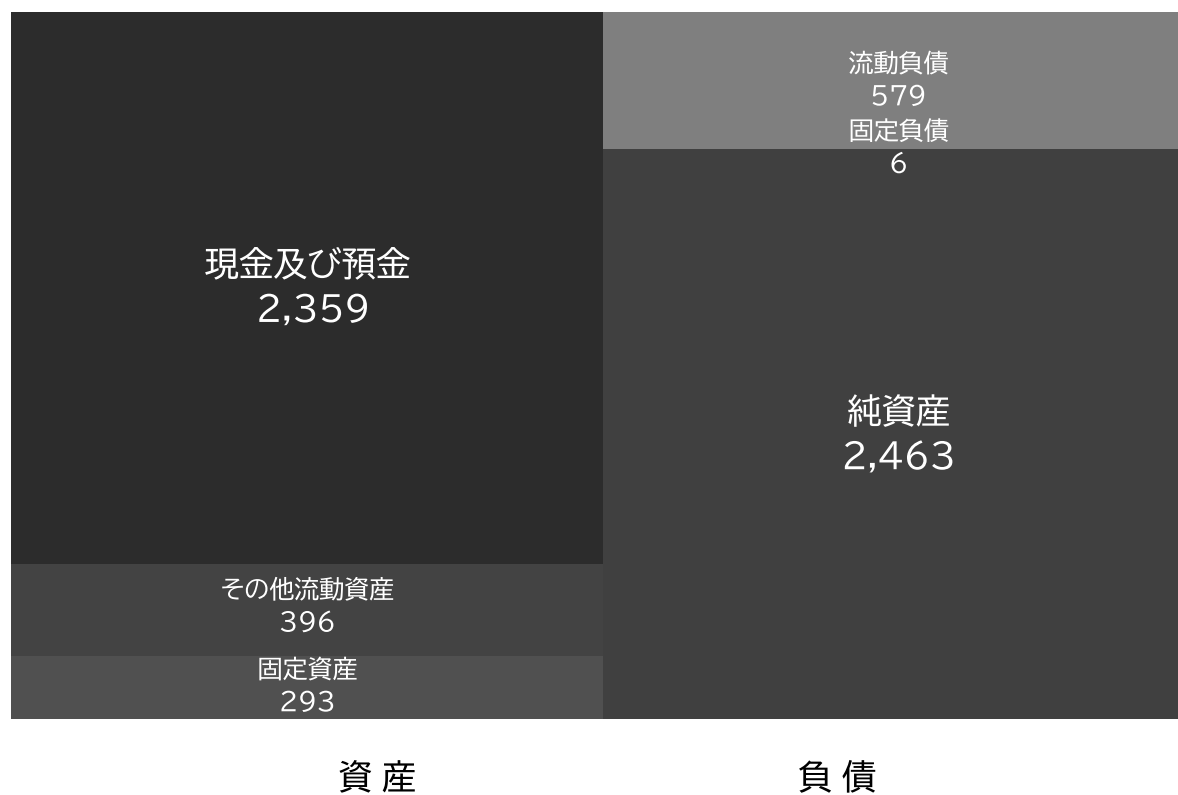 現金及び預金
2,359
その他流動資産
396
固定資産
293
流動負債
579
固定負債
6
純資産
2,463
資産
負債